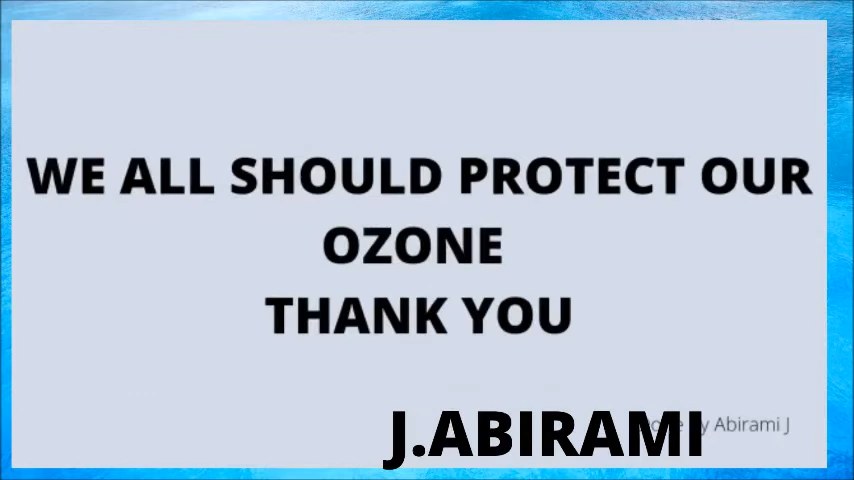 WE ALL SHOULD PROTECT OUR
OZONE
THANK YOU
J.ABIRAMI
Abirami J